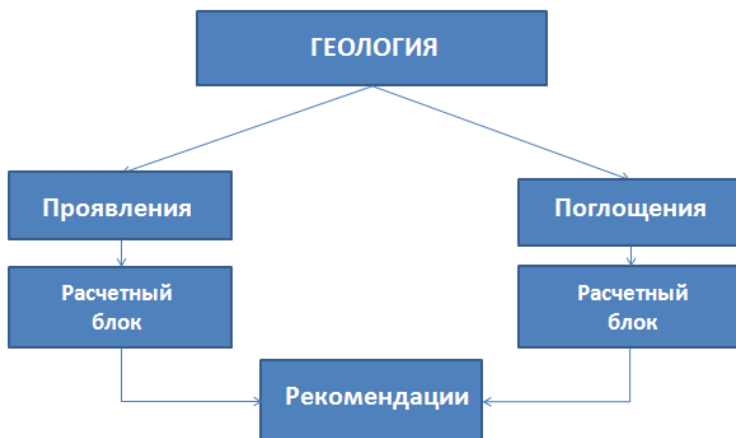 ГЕОЛОГИЯ
Проявления
Поглощения
Расчетный
блок
Расчетный
блок
Рекомендации